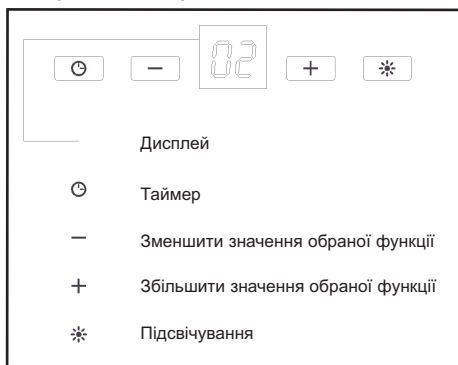 02
Дисплей
Таймер
− Зменшити значення обраної функції
+ Збільшити значення обраної функції
Підсвічування